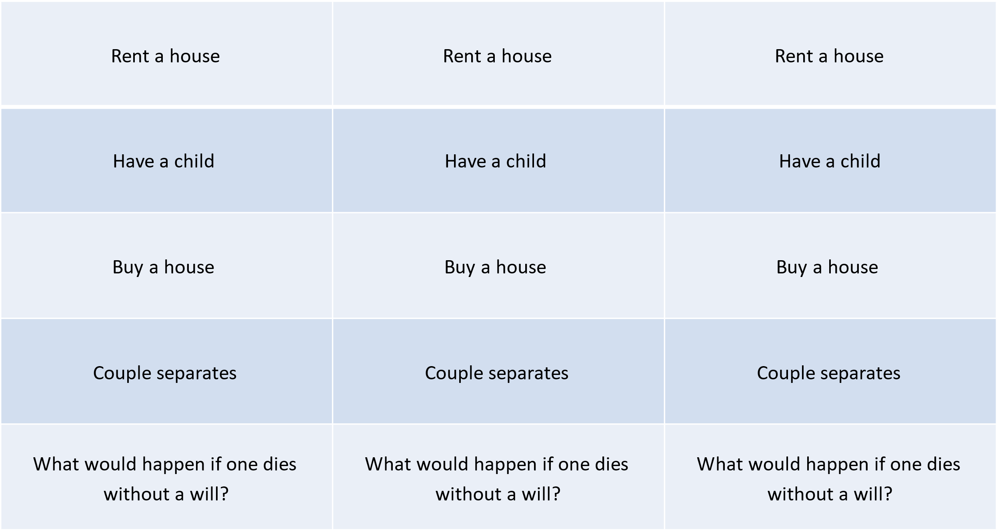 Rent a house
Rent a house
Rent a house
Have a child
Have a child
Have a child
Buy a house
Buy a house
Buy a house
Couple separates
Couple separates
Couple separates
What would happen if one dies
without a will?
What would happen if one dies
without a will?
What would happen if one dies
without a will?